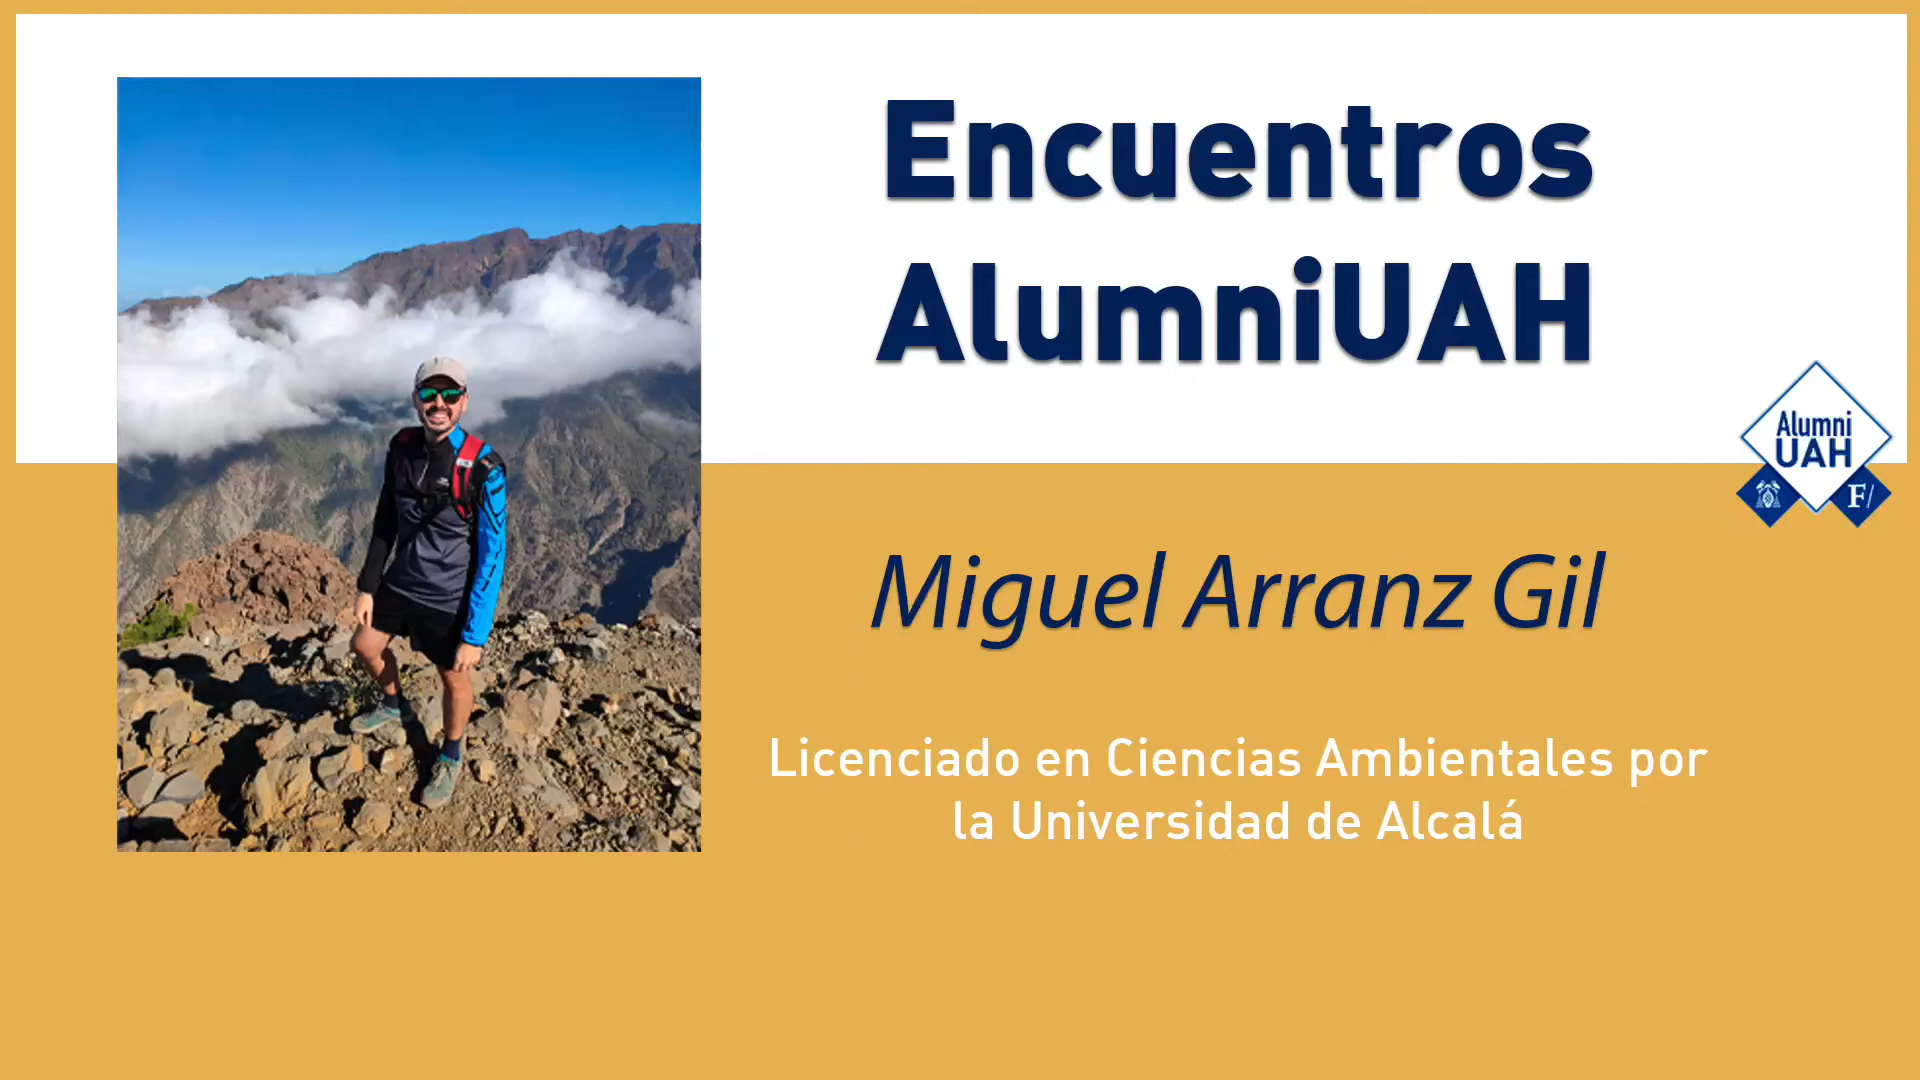 Encuentros
AlumniUAH
Alumni
UAH
F/
Miguel Arranz Gil
Licenciado en Ciencias Ambientales por
la Universidad de Alcalá